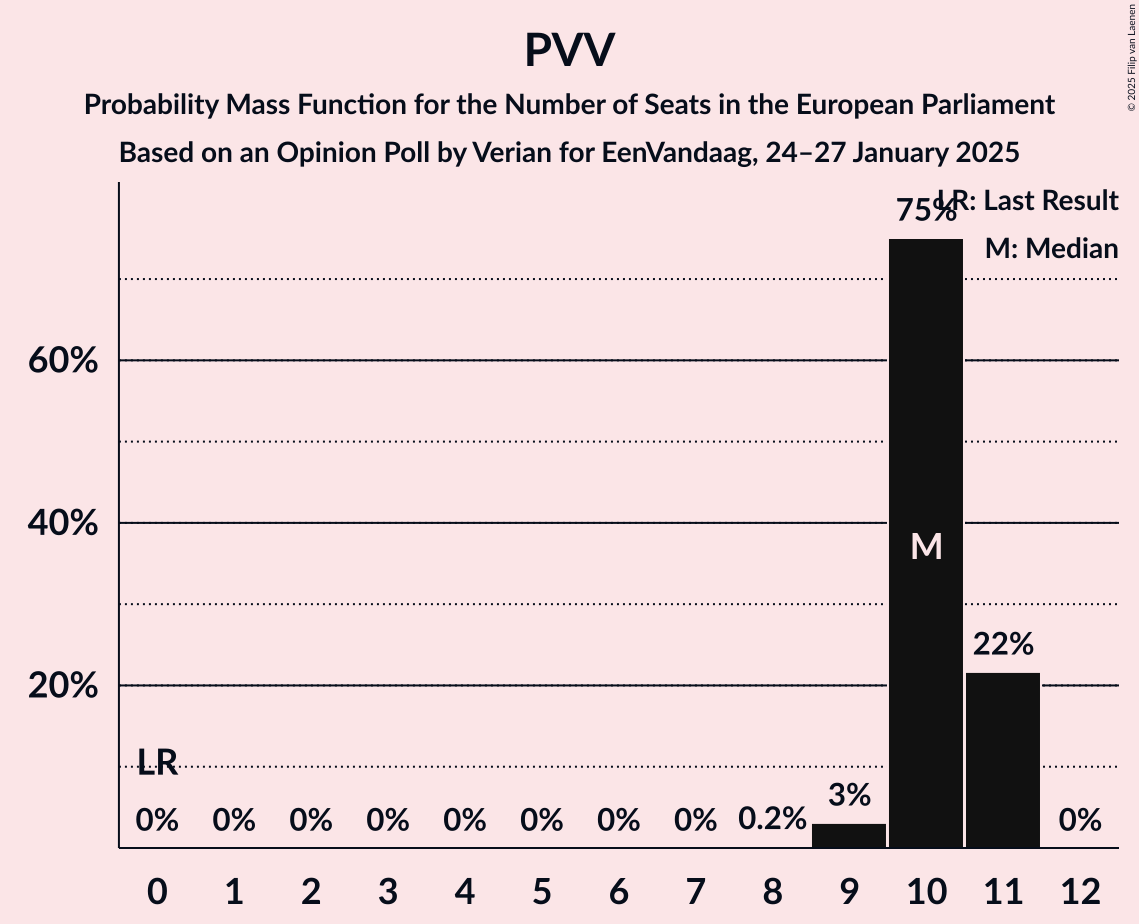 PVV
Probability Mass Function for the Number of Seats in the European Parliament
Based on an Opinion Poll by Verian for EenVandaag, 24–27 January 2025
© 2025 Filip van Laenen
LR: Last Result
M: Median
75%
60%
40%
20%
M
22%
LR
0% 0% 0% 0% 0% 0% 0% 0% 0.2% 3% 0%
0 1 2 3 4 5 6 7 8 9 10 11 12